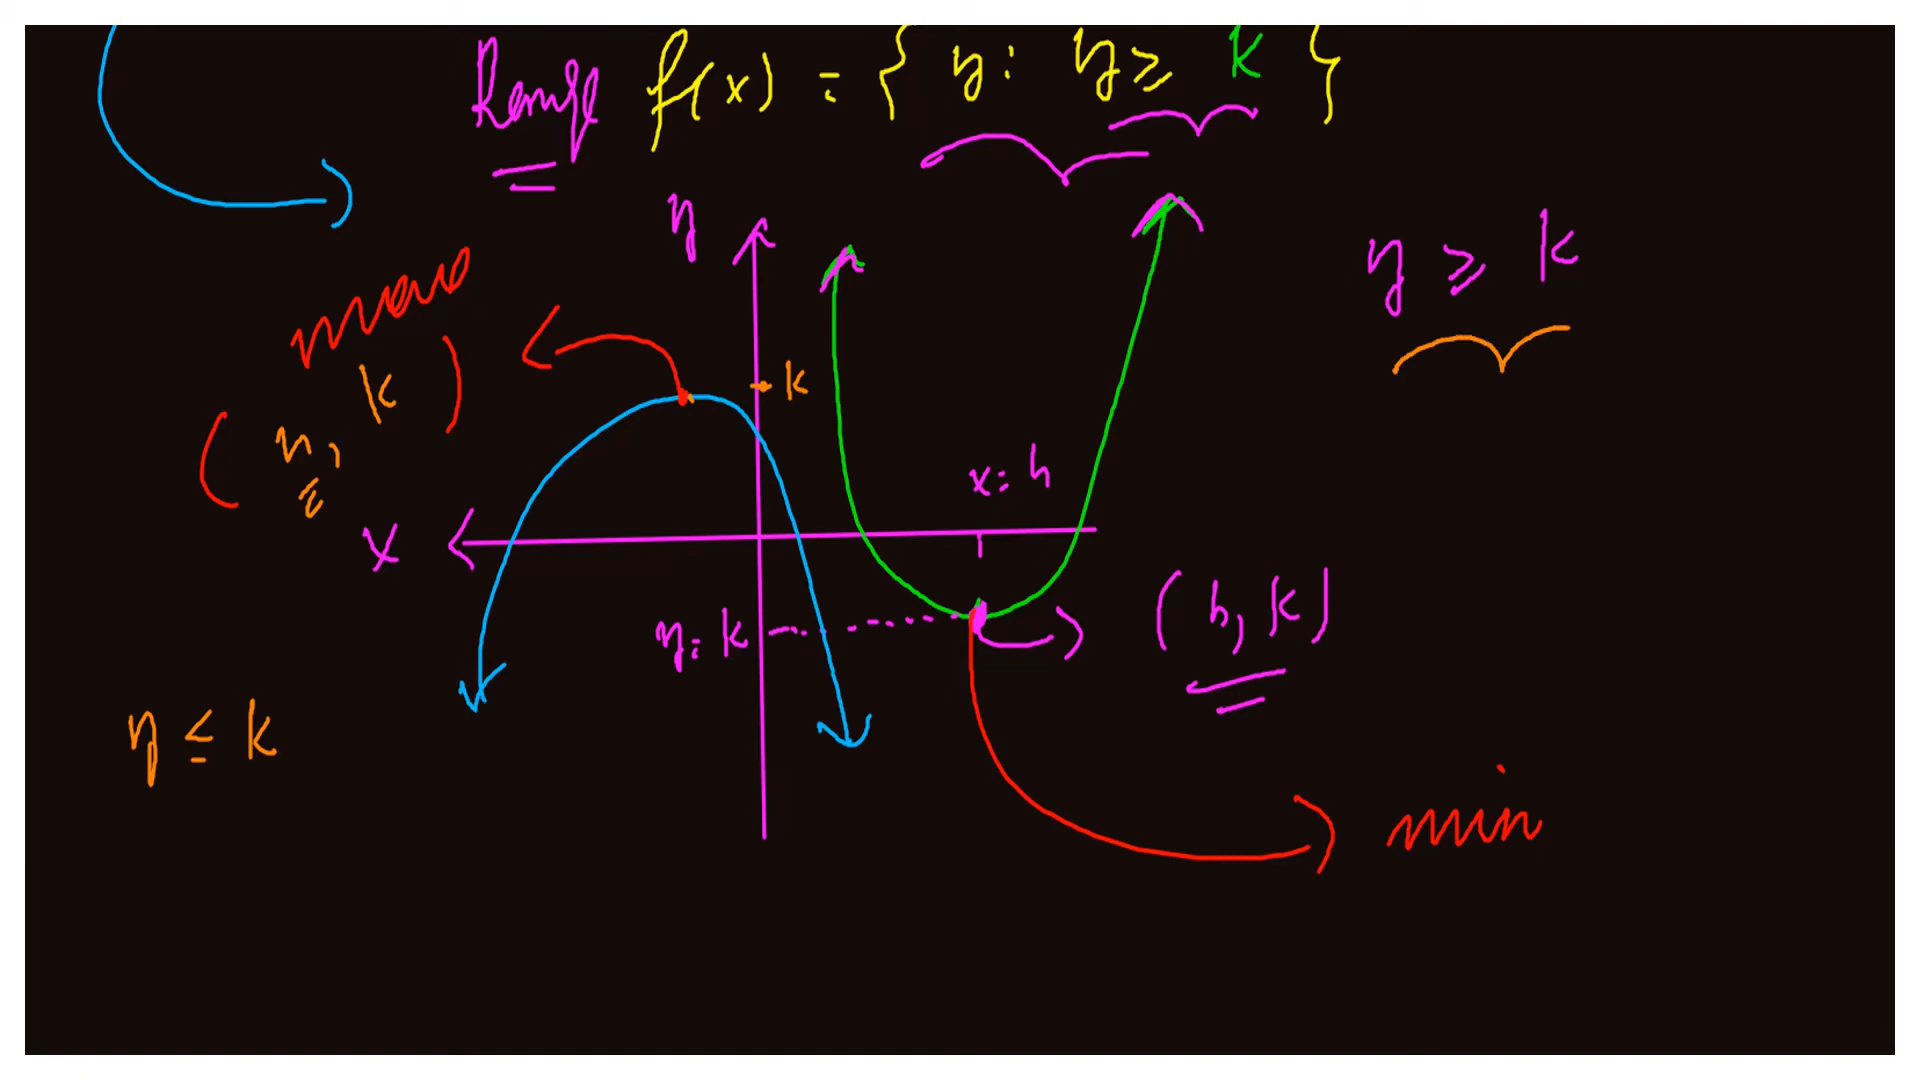 Range f(x) = { y: y ≥ k }
y
y ≥ k
max
k
( h, k )
x = h
x
y = k
(h, k)
y ≤ k
min